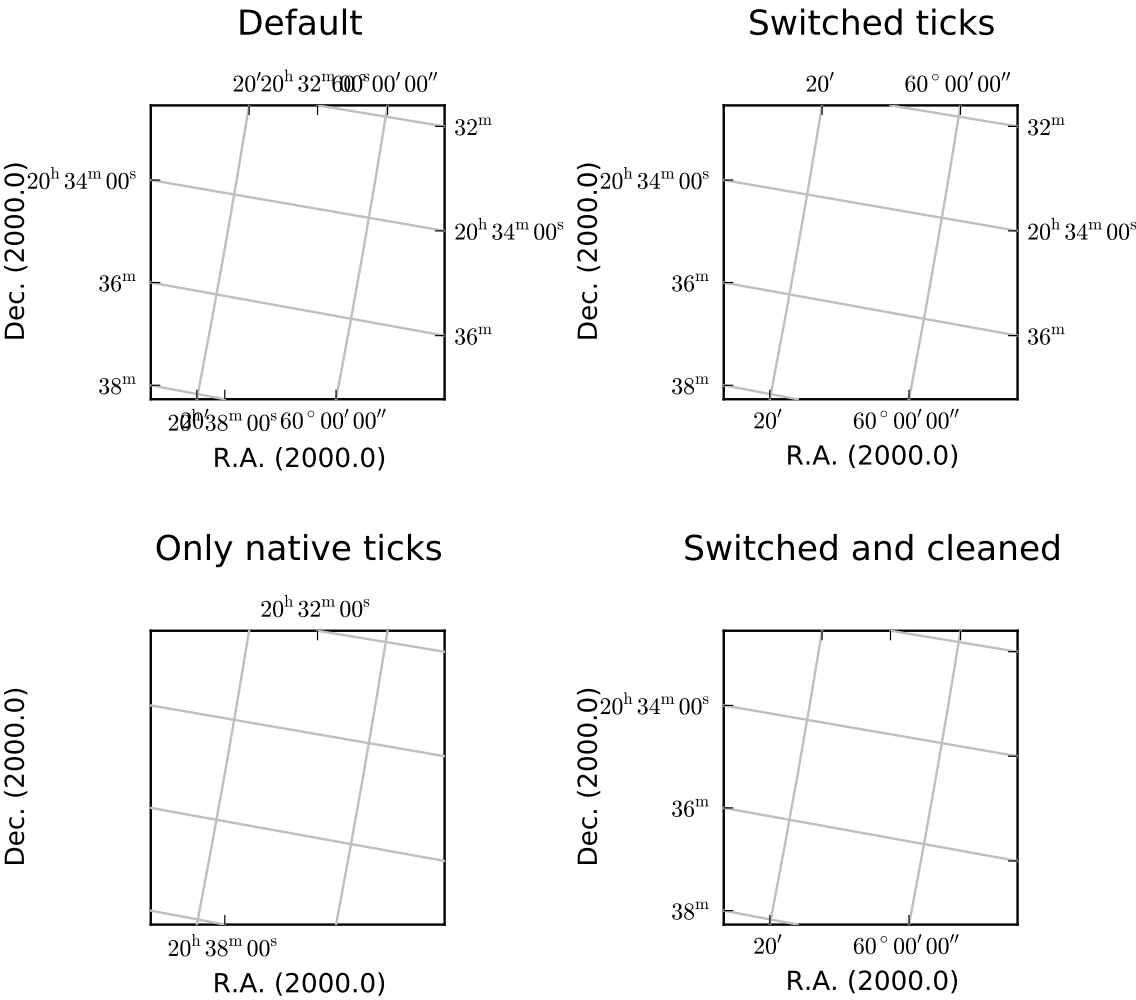 Default
20′ 20ʰ 32ᵐ 00ˢ 60° 00′ 00″
32ᵐ
20ʰ 34ᵐ 00ˢ
20ʰ 34ᵐ 00ˢ
36ᵐ
36ᵐ
38ᵐ
20ʰ 38ᵐ 00ˢ 20′ 60° 00′ 00″
Dec. (2000.0)
R.A. (2000.0)
Switched ticks
20′ 60° 00′ 00″
32ᵐ
20ʰ 34ᵐ 00ˢ
20ʰ 34ᵐ 00ˢ
36ᵐ
36ᵐ
38ᵐ
20′ 60° 00′ 00″
Dec. (2000.0)
R.A. (2000.0)
Only native ticks
20ʰ 32ᵐ 00ˢ
Dec. (2000.0)
20ʰ 38ᵐ 00ˢ
R.A. (2000.0)
Switched and cleaned
20ʰ 34ᵐ 00ˢ
36ᵐ
38ᵐ
Dec. (2000.0)
20′ 60° 00′ 00″
R.A. (2000.0)